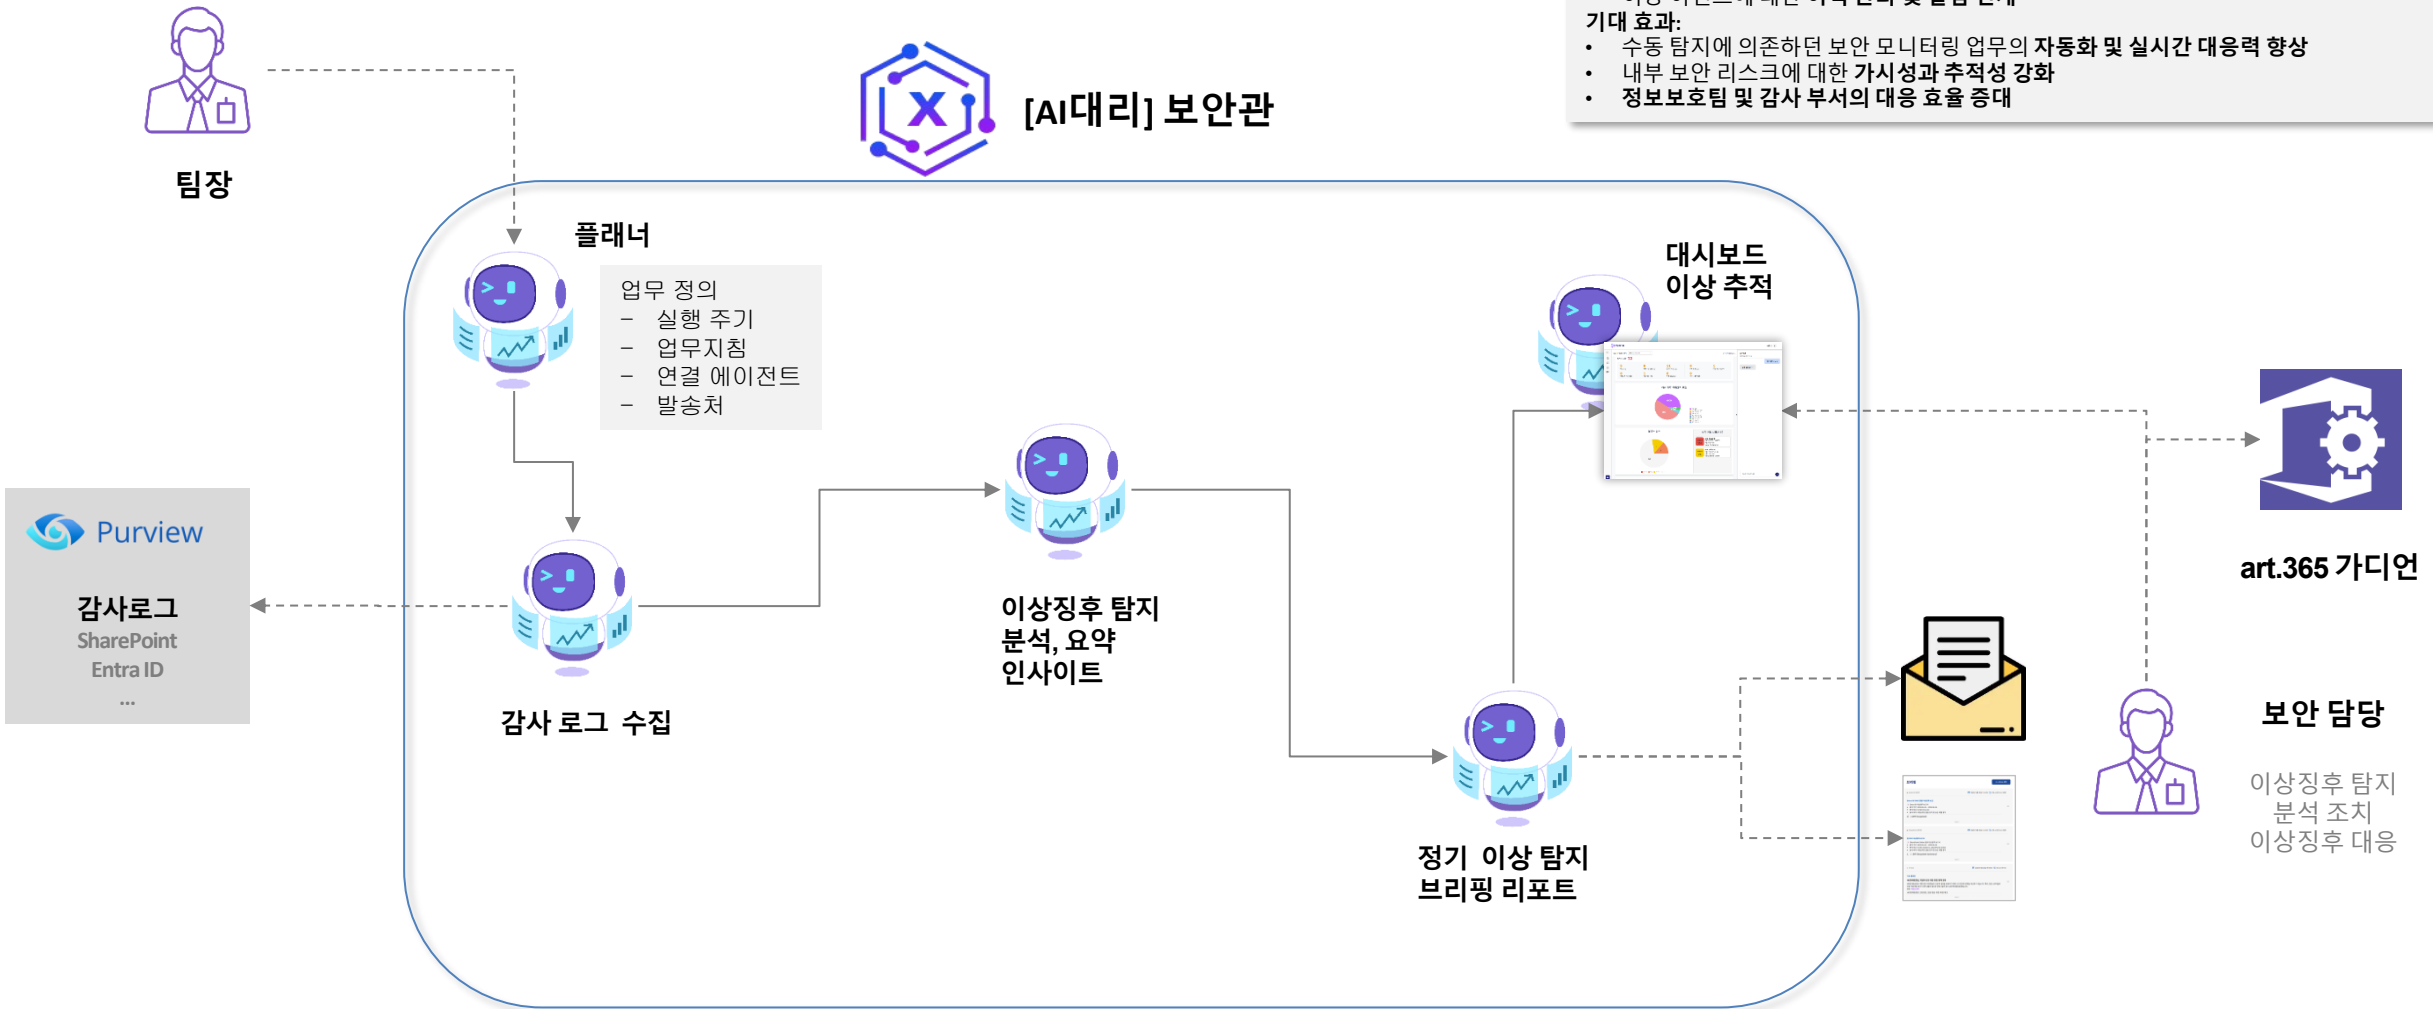 기대 효과:
• 수동 탐지에 의존하던 보안 모니터링 업무의 자동화 및 실시간 대응력 향상
• 내부 보안 리스크에 대한 가시성과 추적성 강화
• 정보보호팀 및 감사 부서의 대응 효율 증대
X
[AI대리] 보안관
팀장
플래너
업무 정의
– 실행 주기
– 업무지침
– 연결 에이전트
– 발송처
대시보드
이상 추적
Purview
감사로그
SharePoint
Entra ID
...
감사 로그 수집
이상징후 탐지
분석, 요약
인사이트
정기 이상 탐지
브리핑 리포트
art.365 가디언
보안 담당
이상징후 탐지
분석 조치
이상징후 대응